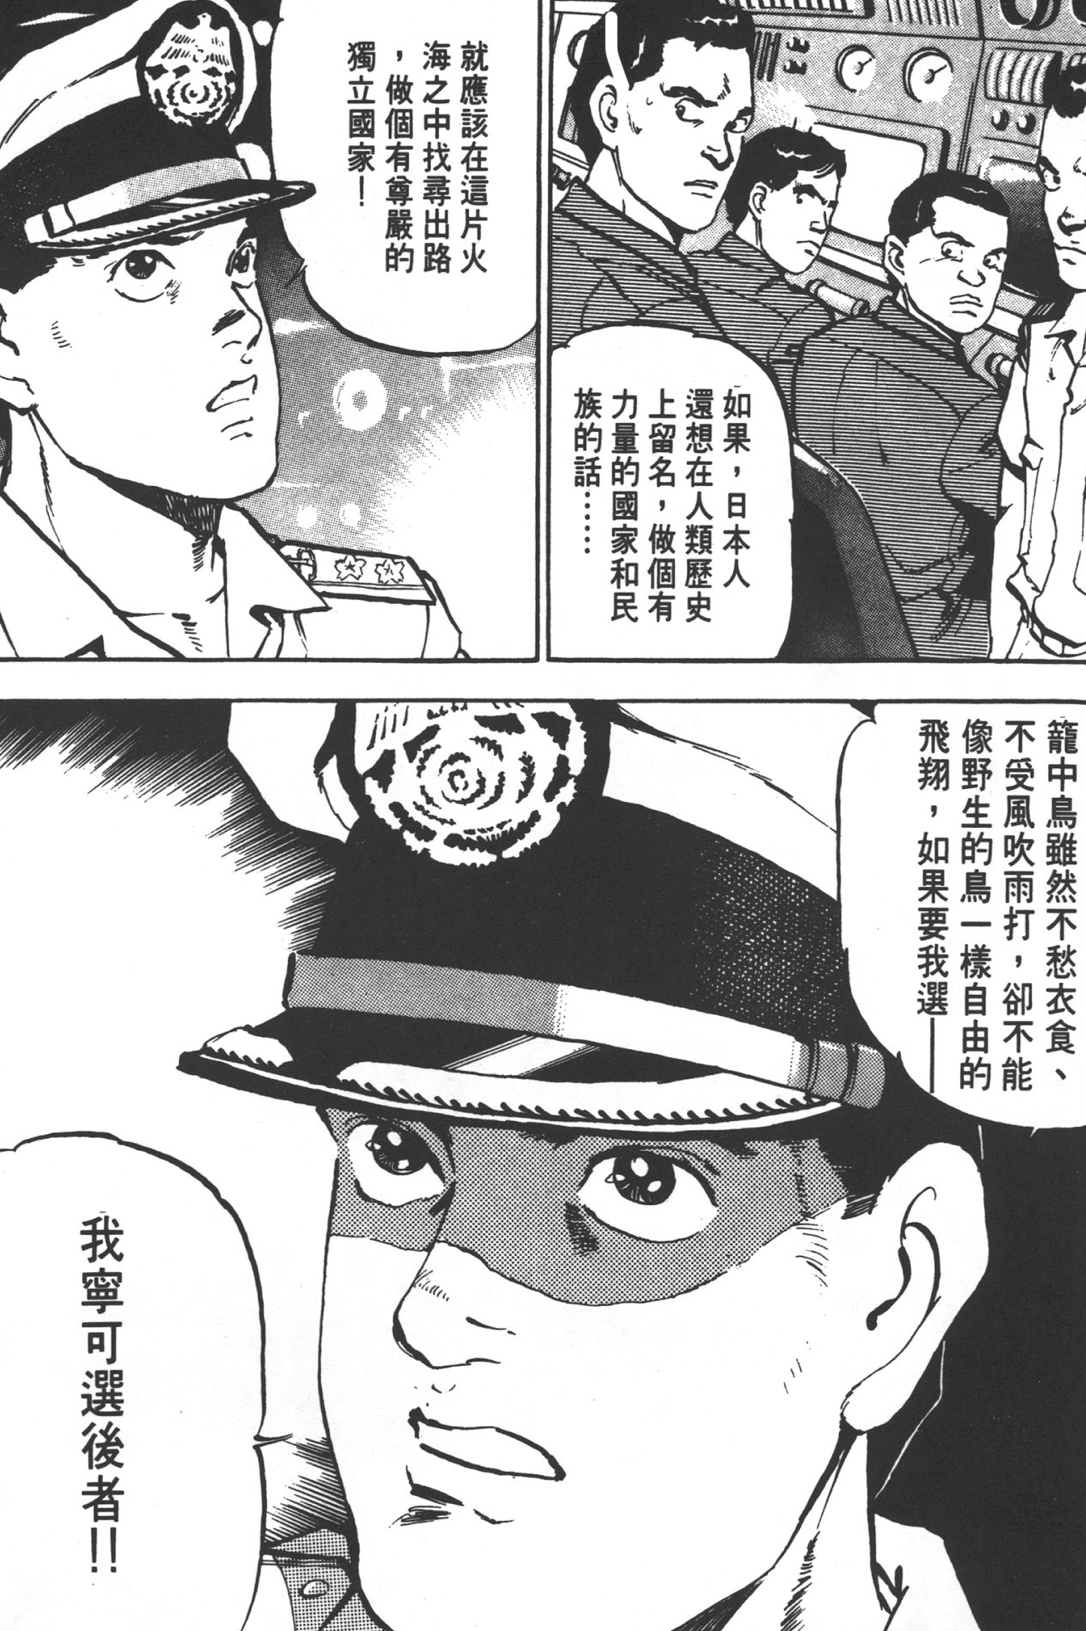 如果，日本人
還想在人類歷史
上留名，做個有
力量的國家和民
族的話……
就應該在這片火
海之中找尋出路
，做個有尊嚴的
獨立國家！
籠中鳥雖然不愁衣食、
不受風吹雨打，卻不能
像野生的鳥一樣自由的
飛翔，如果要我選——
我寧可選後者!!